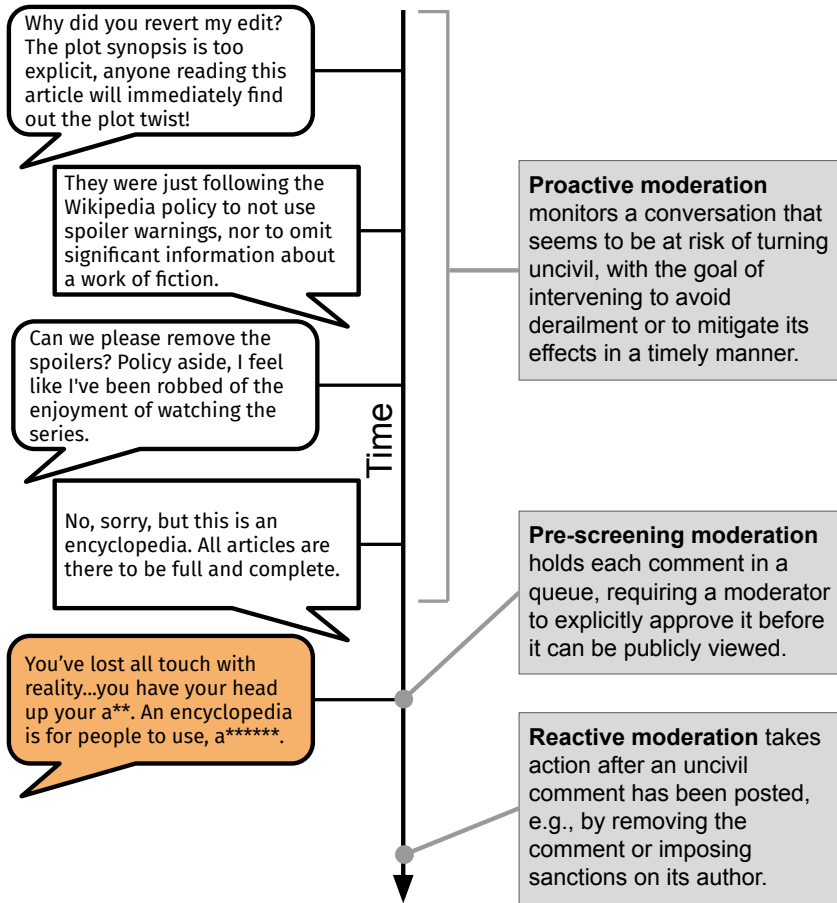 Why did you revert my edit?
The plot synopsis is too
explicit, anyone reading this
article will immediately find
out the plot twist!
They were just following the
Wikipedia policy to not use
spoiler warnings, nor to omit
significant information about
a work of fiction.
Can we please remove the
spoilers? Policy aside, I feel
like I've been robbed of the
enjoyment of watching the
series.
No, sorry, but this is an
encyclopedia. All articles are
there to be full and complete.
You’ve lost all touch with
reality...you have your head
up your a**. An encyclopedia
is for people to use, a******.
Time
Proactive moderation
monitors a conversation that
seems to be at risk of turning
uncivil, with the goal of
intervening to avoid
derailment or to mitigate its
effects in a timely manner.
Pre-screening moderation
holds each comment in a
queue, requiring a moderator
to explicitly approve it before
it can be publicly viewed.
Reactive moderation takes
action after an uncivil
comment has been posted,
e.g., by removing the
comment or imposing
sanctions on its author.